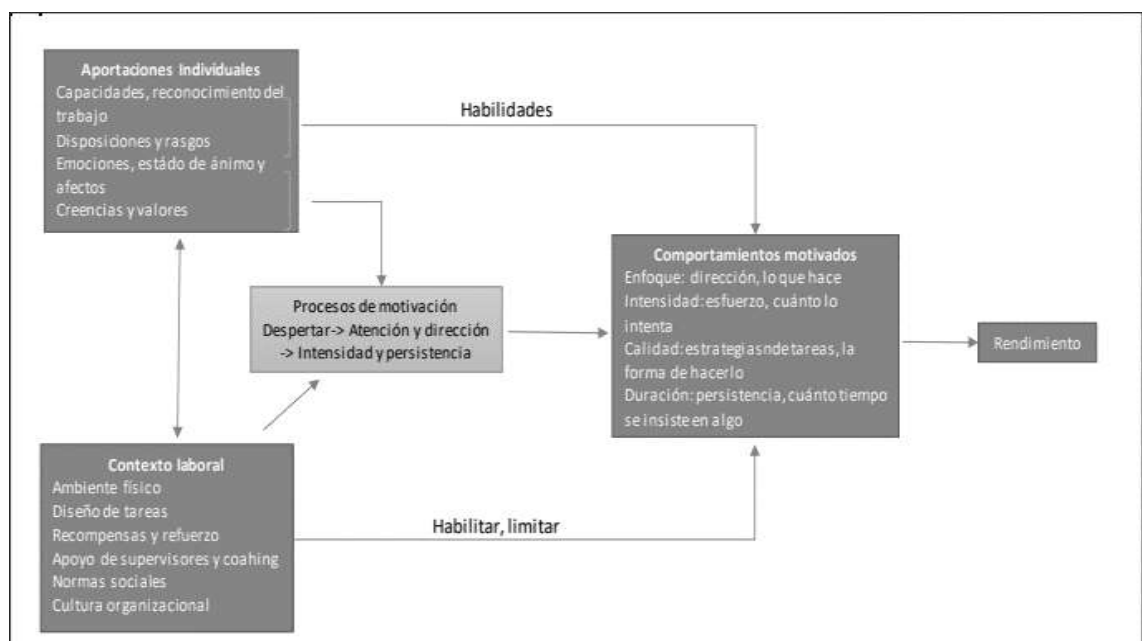 Aportaciones Individuales
Capacidades, reconocimiento del
trabajo
Disposiciones y rasgos
Emociones, estádo de ánimo y
afectos
Creencias y valores
Habilidades
Procesos de motivación
Despertar-> Atención y dirección
-> Intensidad y persistencia
Comportamientos motivados
Enfoque: dirección, lo que hace
Intensidad: esfuerzo, cuánto lo
intenta
Calidad: estrategiasndetareas, la
forma de hacerlo
Duración: persistencia, cuánto tiempo
se insiste en algo
Rendimiento
Contexto laboral
Ambiente físico
Diseño de tareas
Recompensas y refuerzo
Apoyo de supervisores y coahing
Normas sociales
Cultura organizacional
Habilitar, limitar